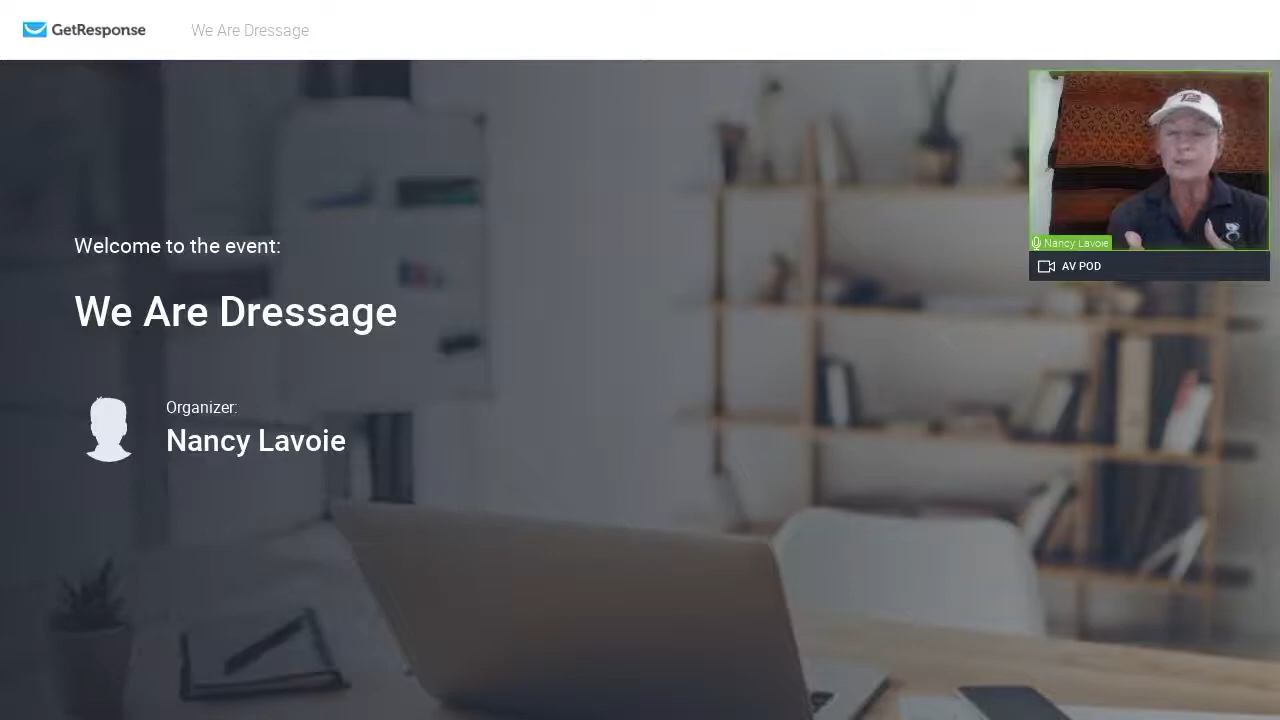 GetResponse
We Are Dressage
Welcome to the event:
We Are Dressage
Organizer:
Nancy Lavoie
Nancy Lavoie
AV POD